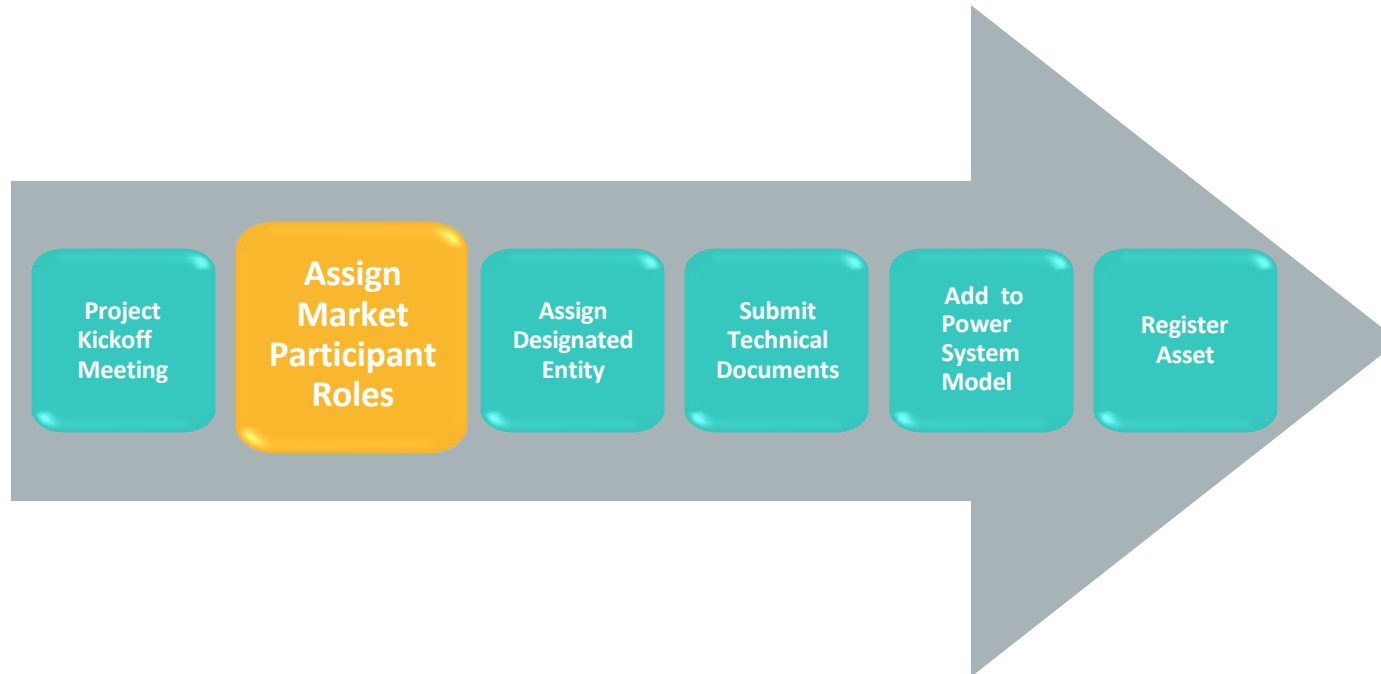 Project
Kickoff
Meeting
Assign
Market
Participant
Roles
Assign
Designated
Entity
Submit
Technical
Documents
Add to
Power
System
Model
Register
Asset